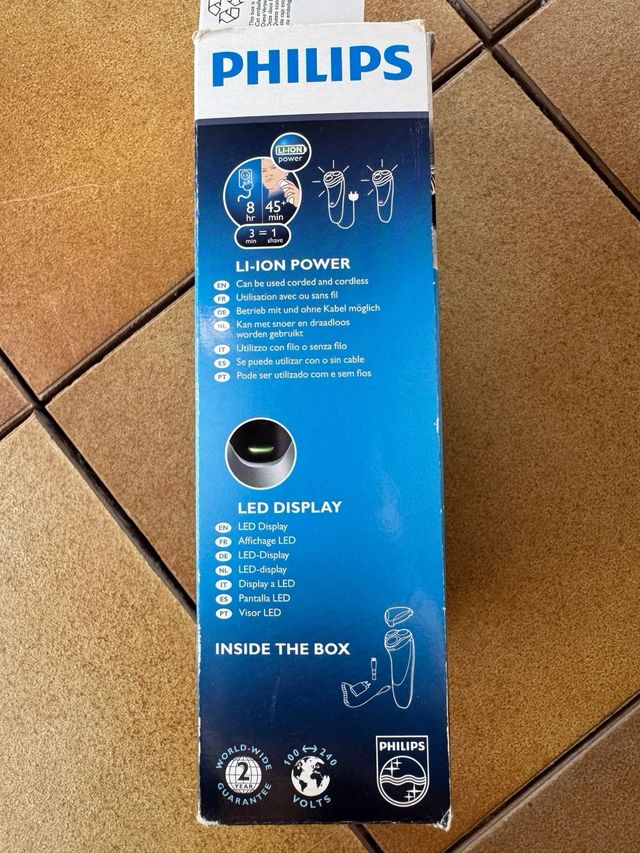 PHILIPS
LI-ION
power
8 45+
hr min
3 = 1
min shave
LI-ION POWER
EN Can be used corded and cordless
FR Utilisation avec ou sans fil
DE Betrieb mit und ohne Kabel möglich
NL Kan met snoer en draadloos
worden gebruikt
IT Utilizzo con filo o senza filo
ES Se puede utilizar con o sin cable
PT Pode ser utilizado com e sem fios
LED DISPLAY
EN LED Display
FR Affichage LED
DE LED-Display
NL LED-display
IT Display a LED
ES Pantalla LED
PT Visor LED
INSIDE THE BOX
WORLD-WIDE
2
YEAR
GUARANTEE
100 ↔ 240
VOLTS
PHILIPS